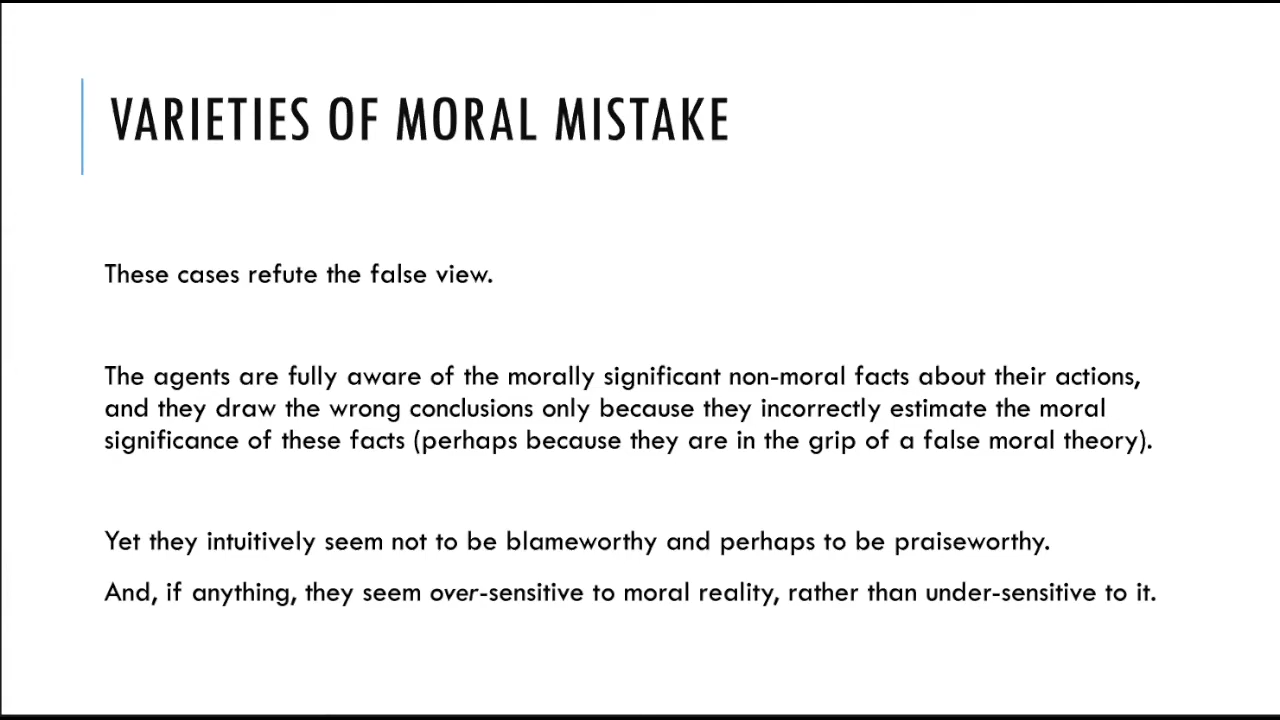 VARIETIES OF MORAL MISTAKE
These cases refute the false view.
The agents are fully aware of the morally significant non-moral facts about their actions,
and they draw the wrong conclusions only because they incorrectly estimate the moral
significance of these facts (perhaps because they are in the grip of a false moral theory).
Yet they intuitively seem not to be blameworthy and perhaps to be praiseworthy.
And, if anything, they seem over-sensitive to moral reality, rather than under-sensitive to it.